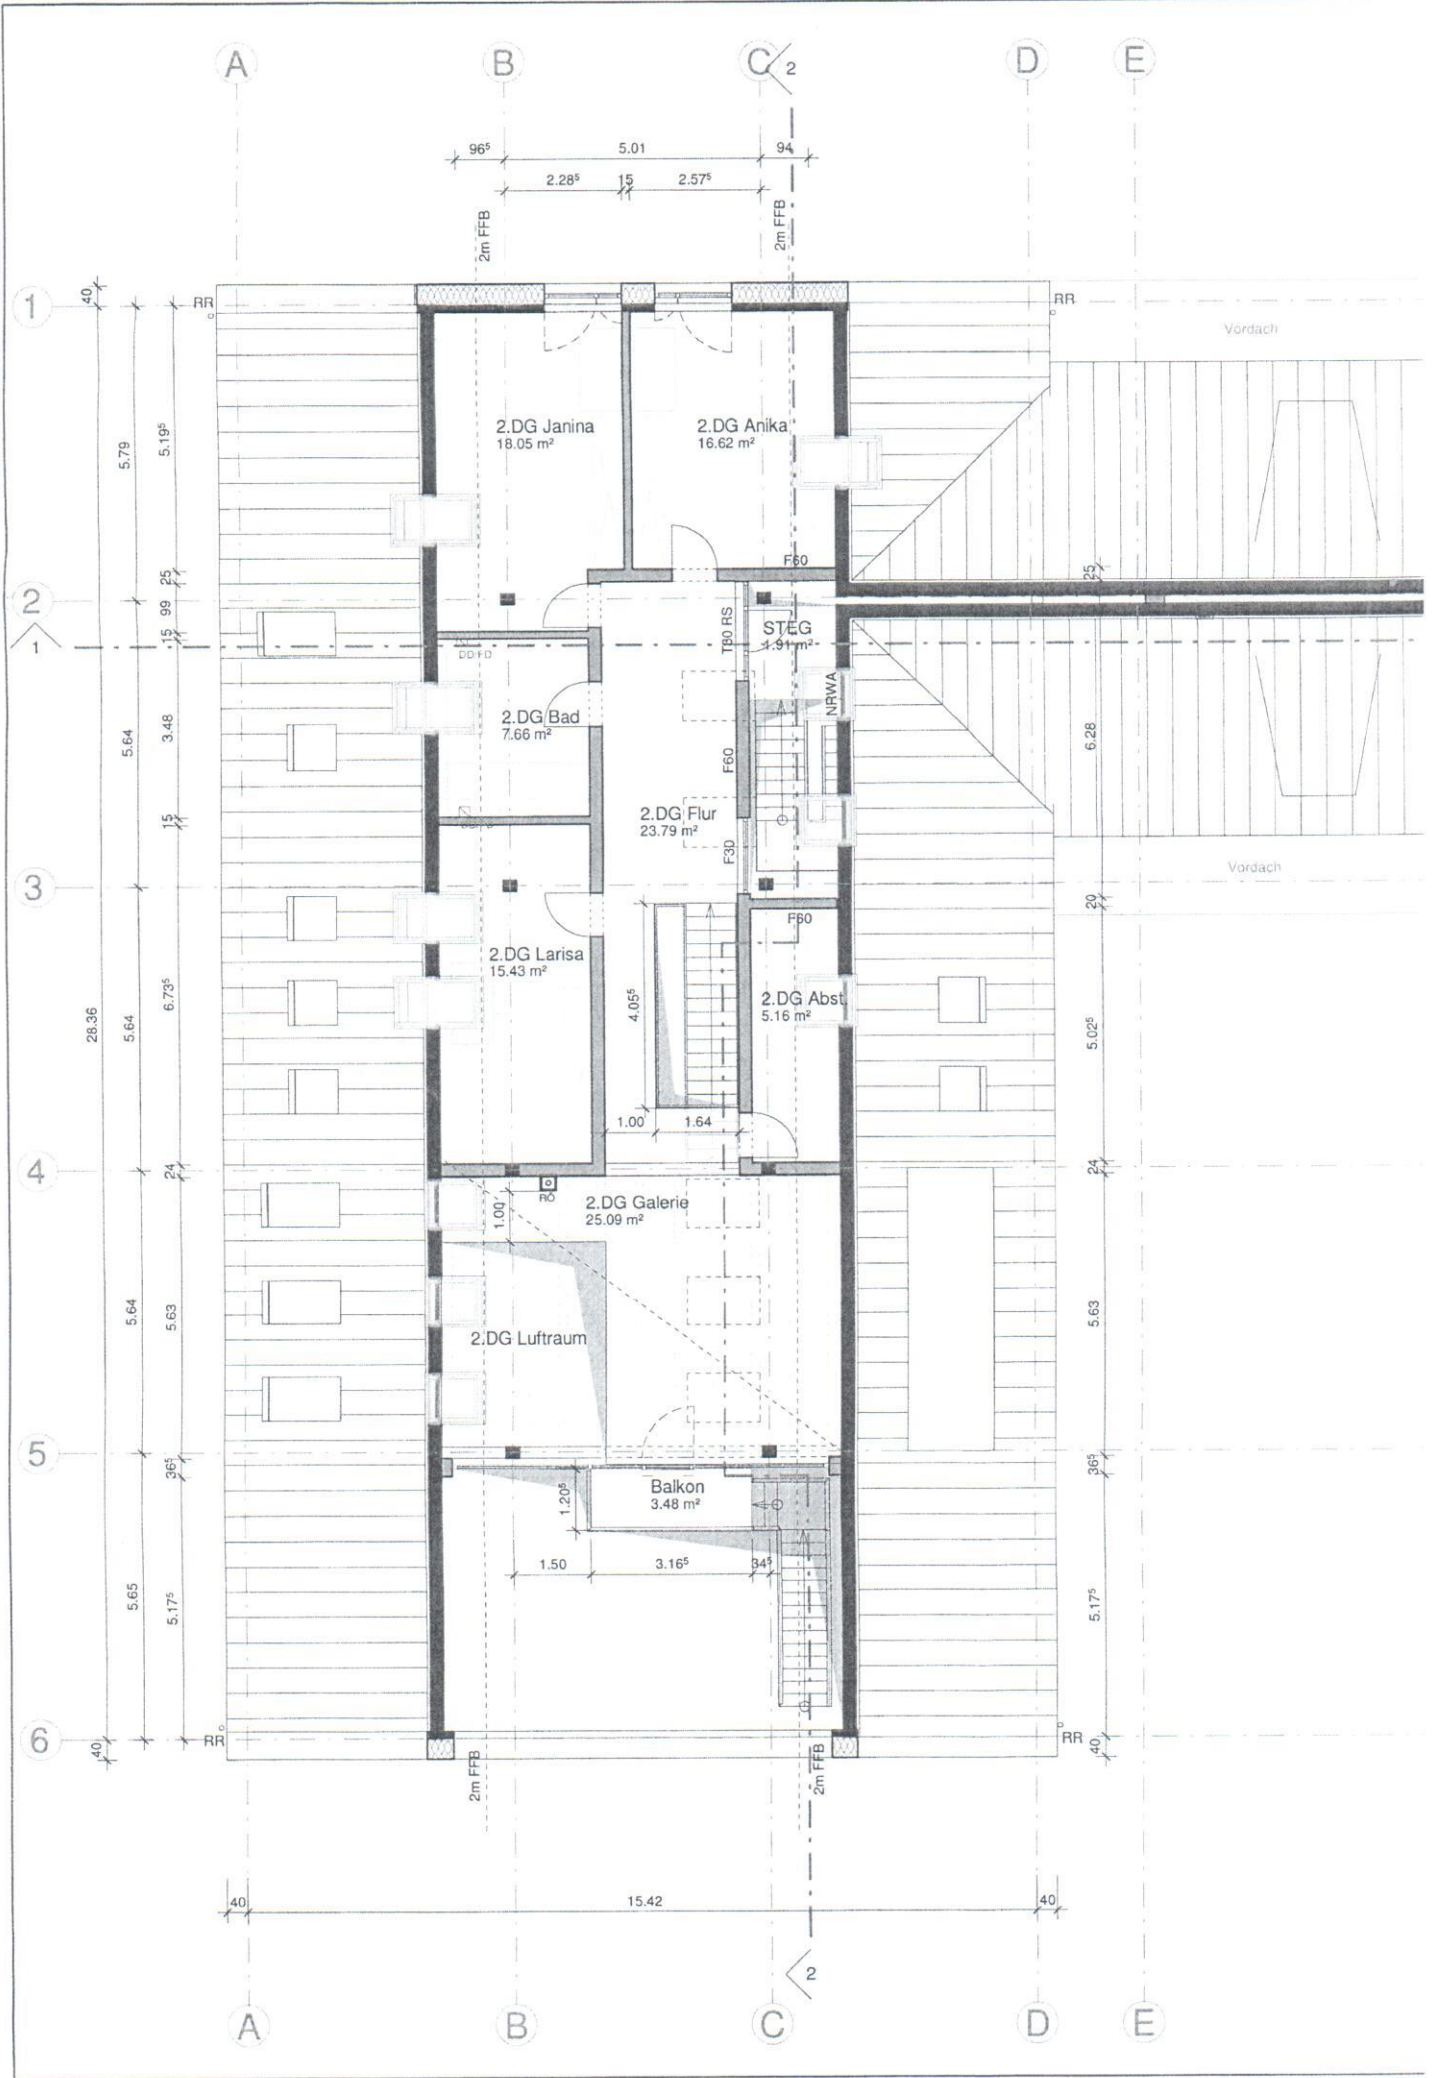 A B C D E
2
96⁵ 5.01 94
2.28⁵ 15 2.57⁵
2m FFB
2m FFB
40
1
RR
RR
Vordach
5.79
5.19⁵
2.DG Janina
18.05 m²
2.DG Anika
16.62 m²
F60
25
25
2
99
T30 RS
STEG
1.91 m²
1
15
NRWA
2.DG Bad
7.66 m²
5.64
3.48
F60
6.28
15
2.DG Flur
23.79 m²
F30
3
Vordach
20
F60
2.DG Larisa
15.43 m²
2.DG Abst.
5.16 m²
28.36
5.64
6.73⁵
4.05⁵
5.02⁵
1.00
1.64
4
24
24
RÖ
2.DG Galerie
25.09 m²
1.00
5.64
5.63
5.63
2.DG Luftraum
5
36⁵
36⁵
Balkon
3.48 m²
1.20⁵
1.50 3.16⁵ 34⁵
5.65
5.17⁵
5.17⁵
6
40
RR
RR
40
2m FFB
2m FFB
40 15.42 40
2
A B C D E